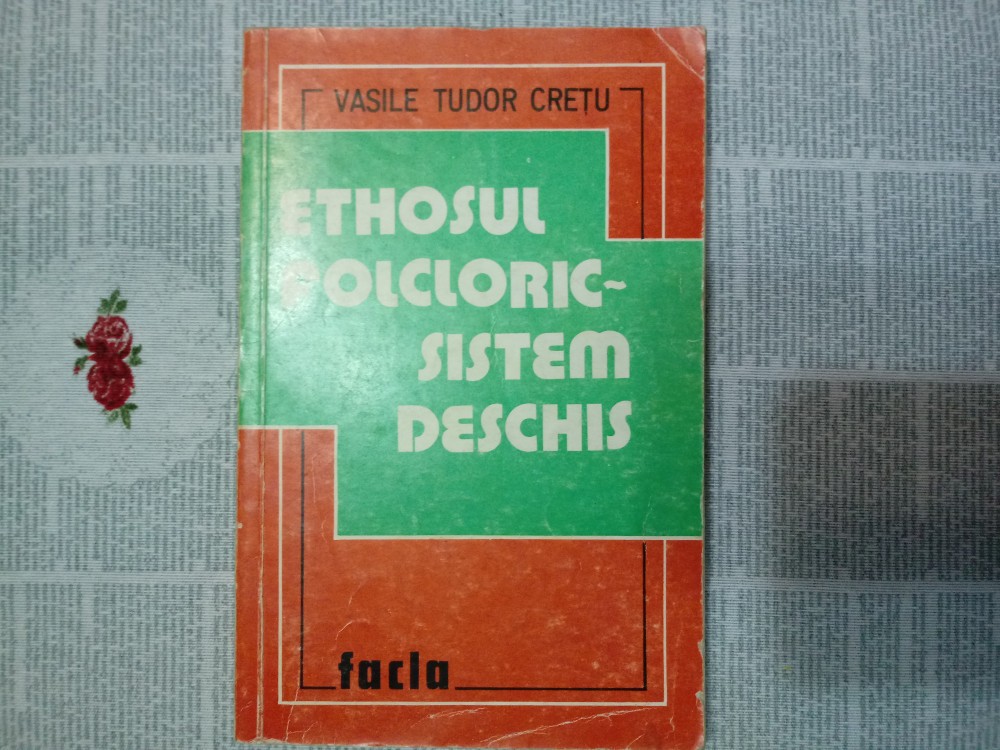 VASILE TUDOR CREȚU
ETHOSUL
FOLCLORIC~
SISTEM
DESCHIS
facla